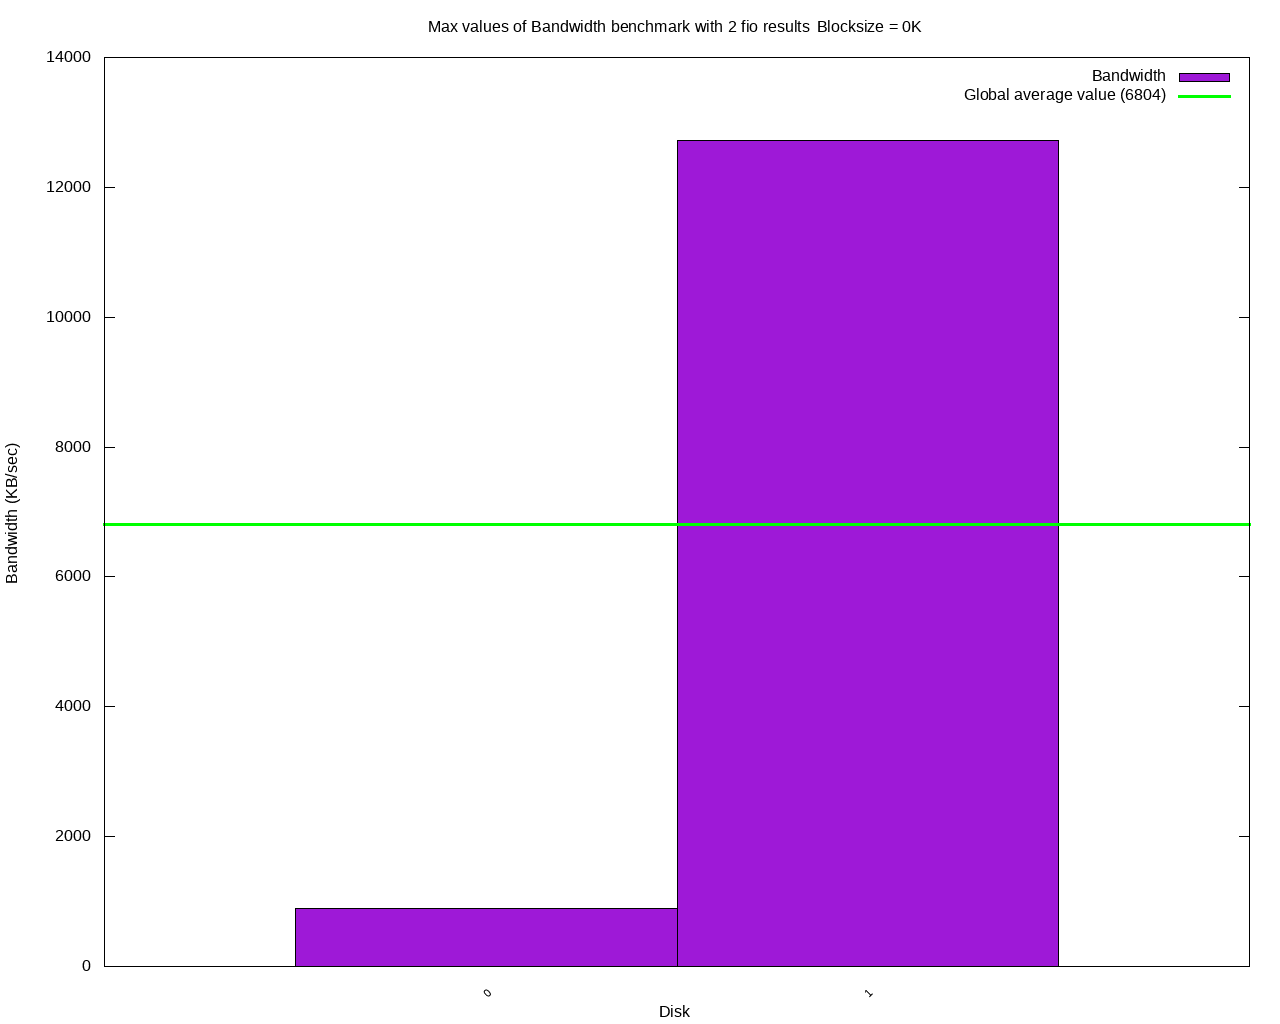 Max values of Bandwidth benchmark with 2 fio results  Blocksize = 0K
14000
12000
10000
8000
6000
4000
2000
0
Bandwidth (KB/sec)
Bandwidth
Global average value (6804)
0
1
Disk